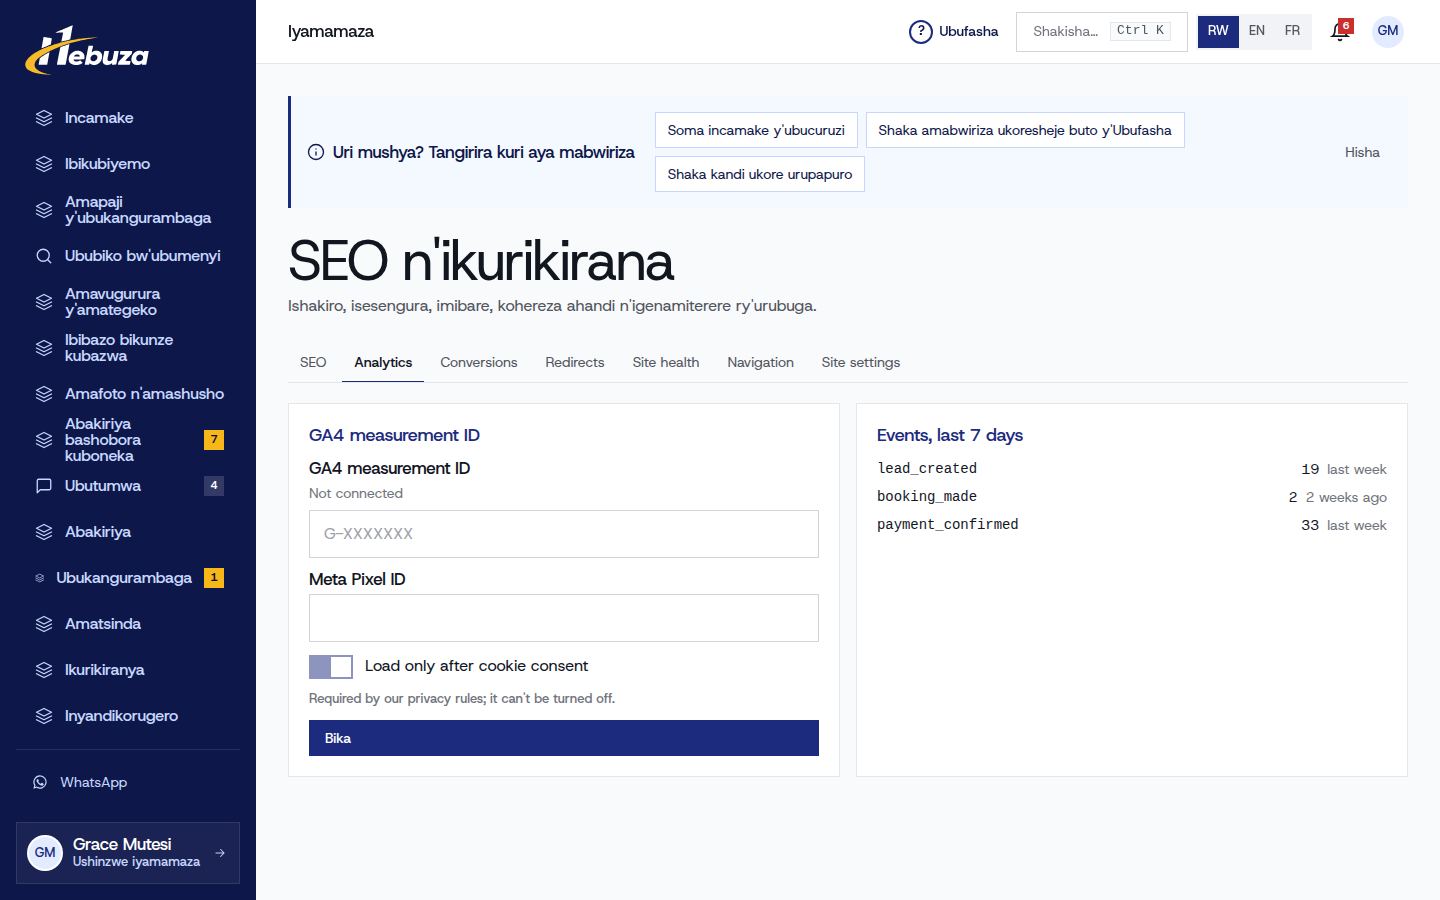 Hebuza
Incamake
Ibikubiyemo
Amapaji
y'ubukangurambaga
Ububiko bw'ubumenyi
Amavugurura
y'amategeko
Ibibazo bikunze
kubazwa
Amafoto n'amashusho
Abakiriya
bashobora
kuboneka
7
Ubutumwa
4
Abakiriya
Ubukangurambaga
1
Amatsinda
Ikurikiranya
Inyandikorugero
WhatsApp
GM
Grace Mutesi
Ushinzwe iyamamaza
Iyamamaza
? Ubufasha
Shakisha... Ctrl K
RW EN FR
6
GM
Uri mushya? Tangirira kuri aya mabwiriza
Soma incamake y'ubucuruzi
Shaka amabwiriza ukoresheje buto y'Ubufasha
Shaka kandi ukore urupapuro
Hisha
SEO n'ikurikirana
Ishakiro, isesengura, imibare, kohereza ahandi n'igenamiterere ry'urubuga.
SEO Analytics Conversions Redirects Site health Navigation Site settings
GA4 measurement ID
GA4 measurement ID
Not connected
G-XXXXXXX
Meta Pixel ID
Load only after cookie consent
Required by our privacy rules; it can't be turned off.
Bika
Events, last 7 days
lead_created 19 last week
booking_made 2 2 weeks ago
payment_confirmed 33 last week